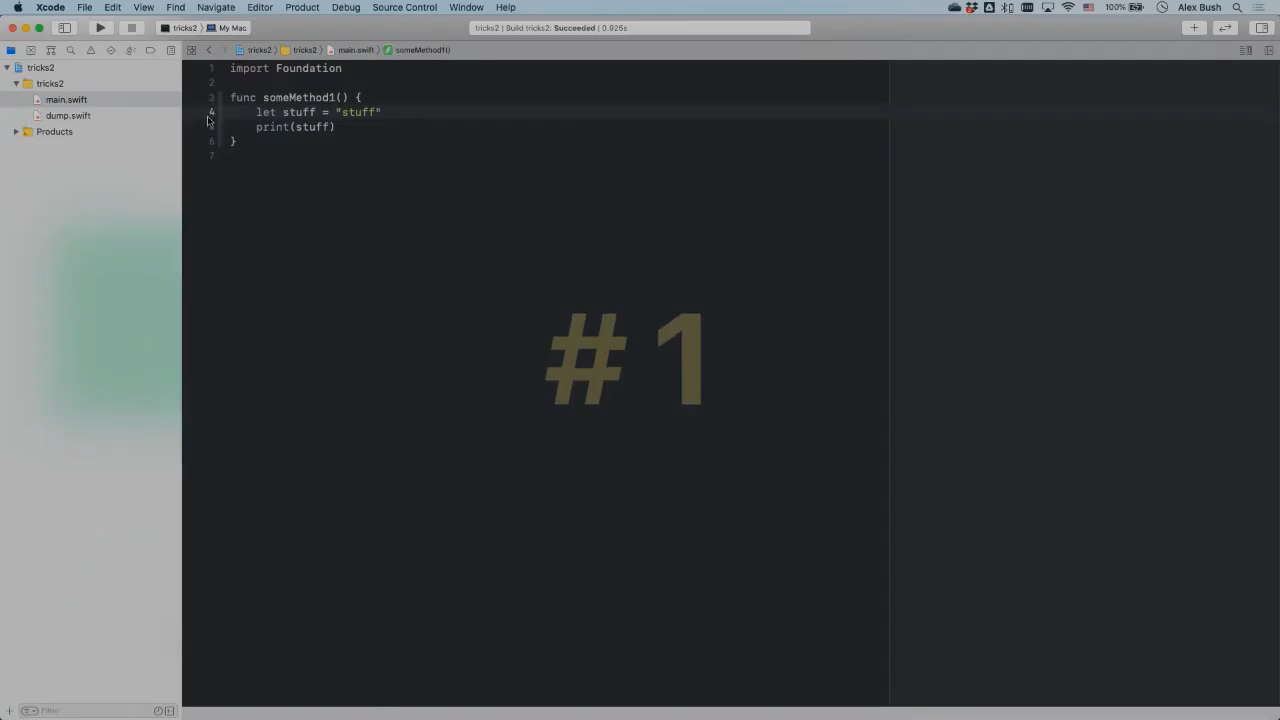 Xcode File Edit View Find Navigate Editor Product Debug Source Control Window Help 100% Alex Bush
tricks2 My Mac tricks2 | Build tricks2: Succeeded | 0.925s
tricks2 tricks2 main.swift someMethod1()
tricks2
tricks2
main.swift
dump.swift
Products
1 import Foundation
2
3 func someMethod1() {
4 let stuff = "stuff"
print(stuff)
6 }
7
#1
Filter